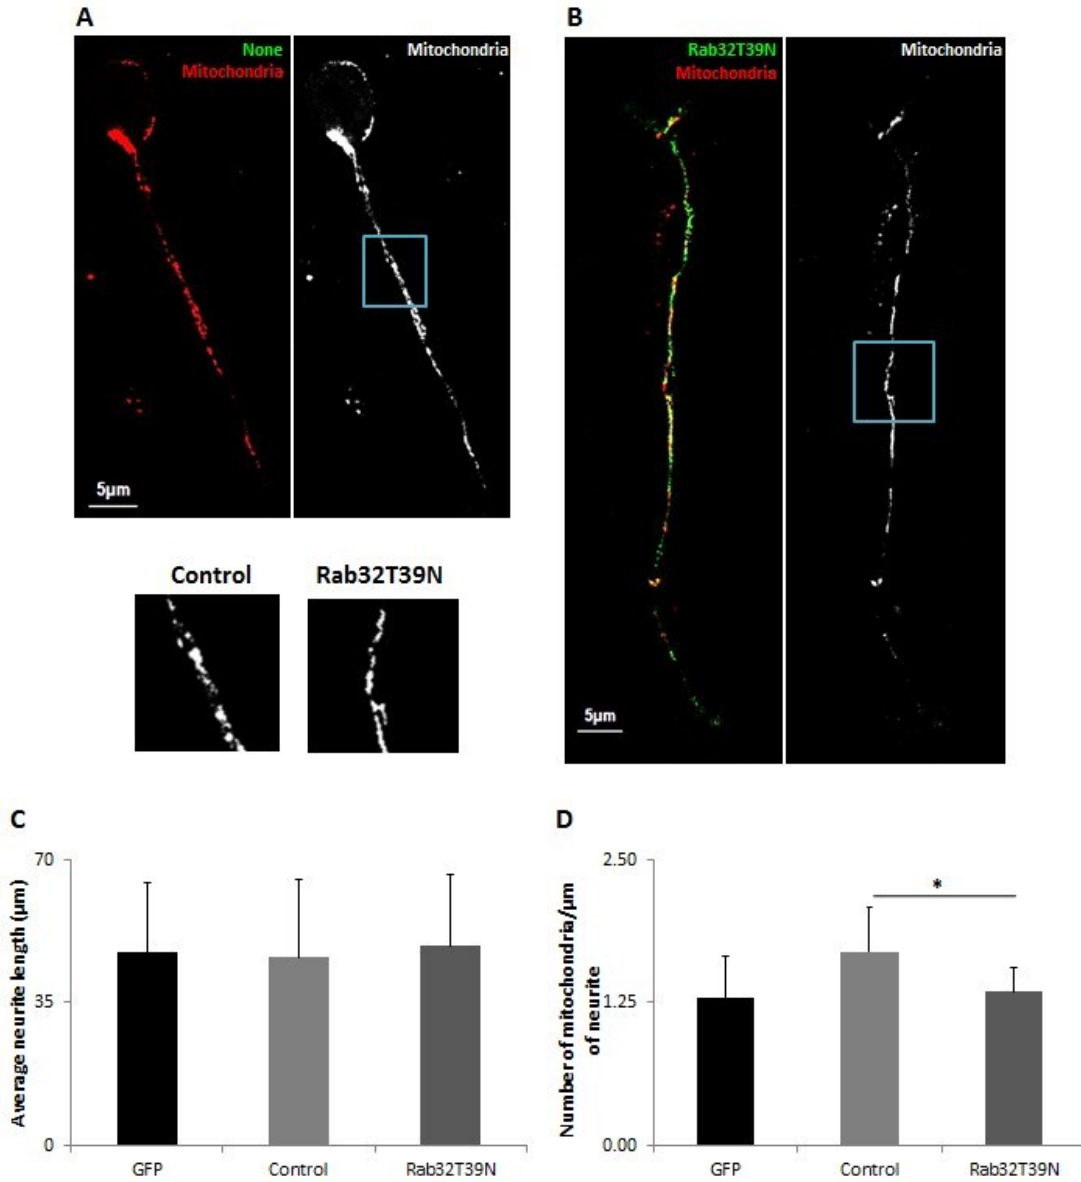 A
None
Mitochondria
Mitochondria
5µm
B
Rab32T39N
Mitochondria
Mitochondria
5µm
Control
Rab32T39N
C
Average neurite length (µm)
70
35
0
GFP
Control
Rab32T39N
D
Number of mitochondria/µm
of neurite
2.50
1.25
0.00
*
GFP
Control
Rab32T39N